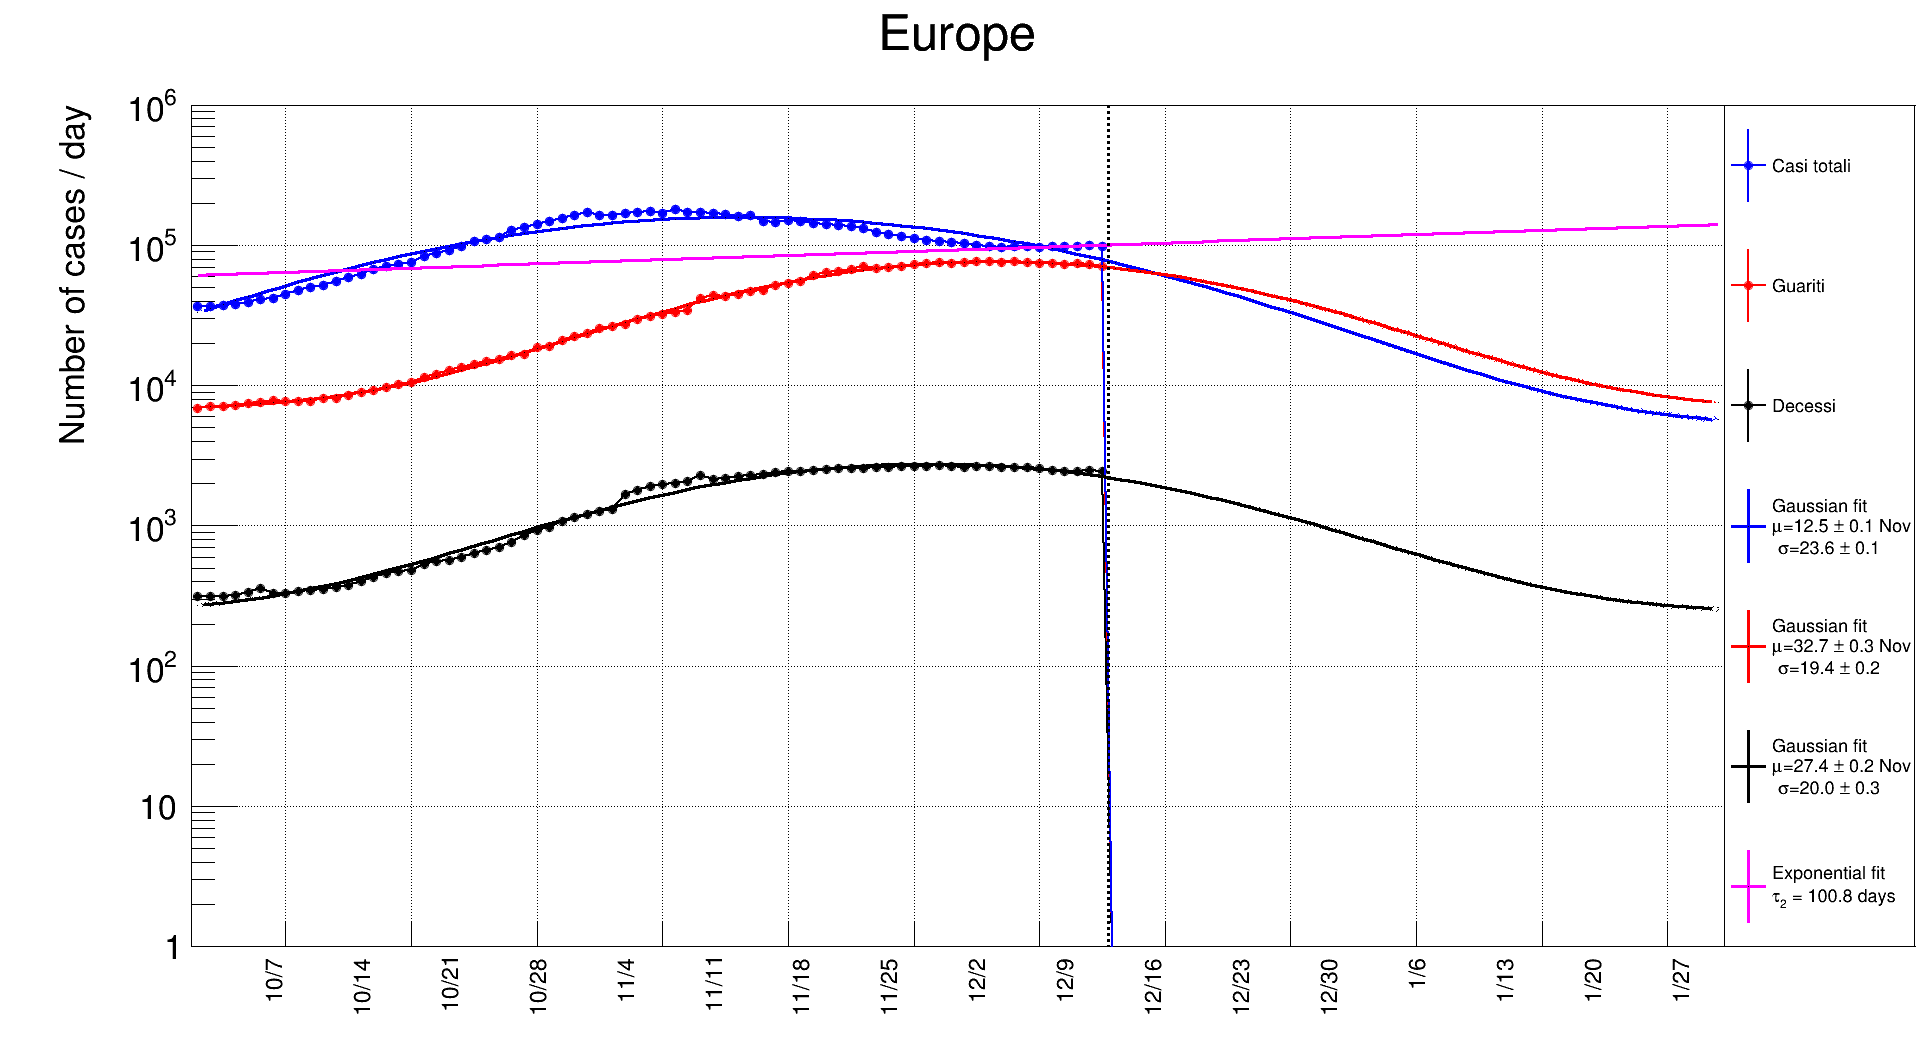 Europe
Number of cases / day
10^6
10^5
10^4
10^3
10^2
10
1
10/7
10/14
10/21
10/28
11/4
11/11
11/18
11/25
12/2
12/9
12/16
12/23
12/30
1/6
1/13
1/20
1/27
Casi totali
Guariti
Decessi
Gaussian fit
μ=12.5 ± 0.1 Nov
σ=23.6 ± 0.1
Gaussian fit
μ=32.7 ± 0.3 Nov
σ=19.4 ± 0.2
Gaussian fit
μ=27.4 ± 0.2 Nov
σ=20.0 ± 0.3
Exponential fit
τ₂ = 100.8 days